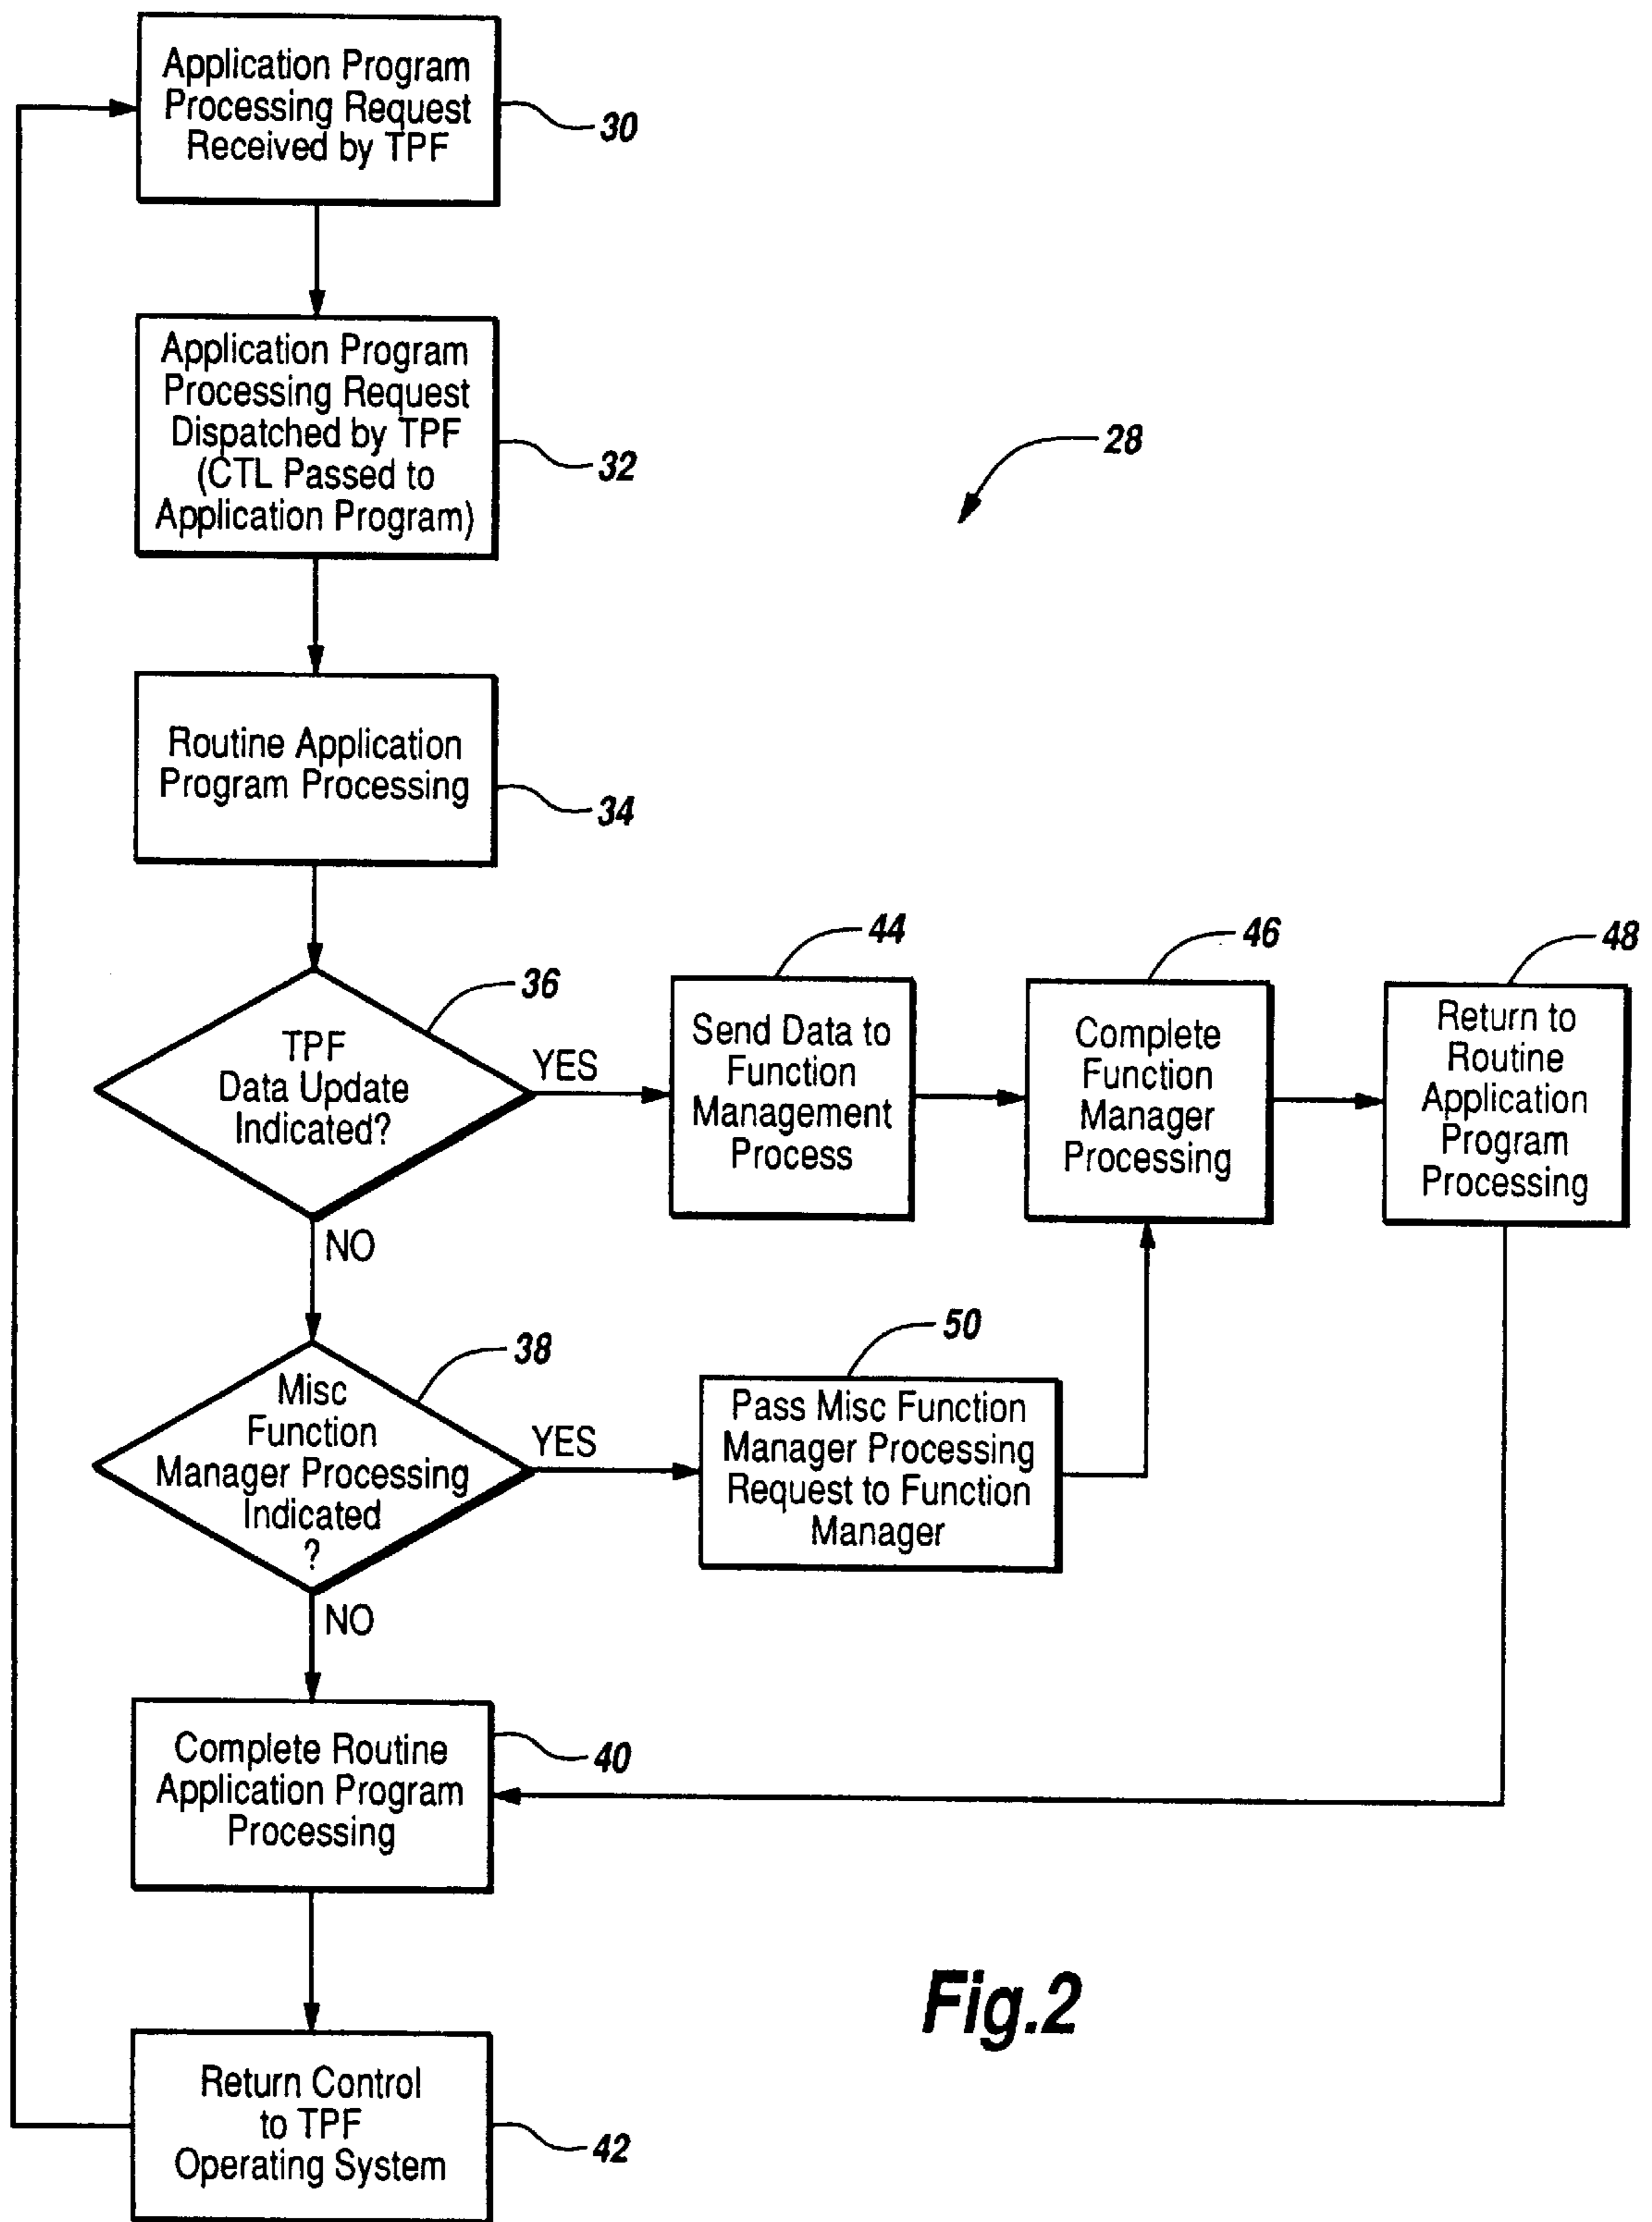 Application Program
Processing Request
Received by TPF
30
Application Program
Processing Request
Dispatched by TPF
(CTL Passed to
Application Program)
32
28
Routine Application
Program Processing
34
TPF
Data Update
Indicated?
36
YES
NO
Send Data to
Function
Management
Process
44
Complete
Function
Manager
Processing
46
Return to
Routine
Application
Program
Processing
48
Misc
Function
Manager Processing
Indicated
?
38
YES
NO
Pass Misc Function
Manager Processing
Request to Function
Manager
50
Complete Routine
Application Program
Processing
40
Return Control
to TPF
Operating System
42
Fig.2